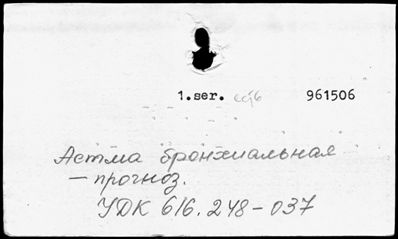 1.ser. 961506
Астма бронхиальная
— прогноз.
УДК 616.248-037